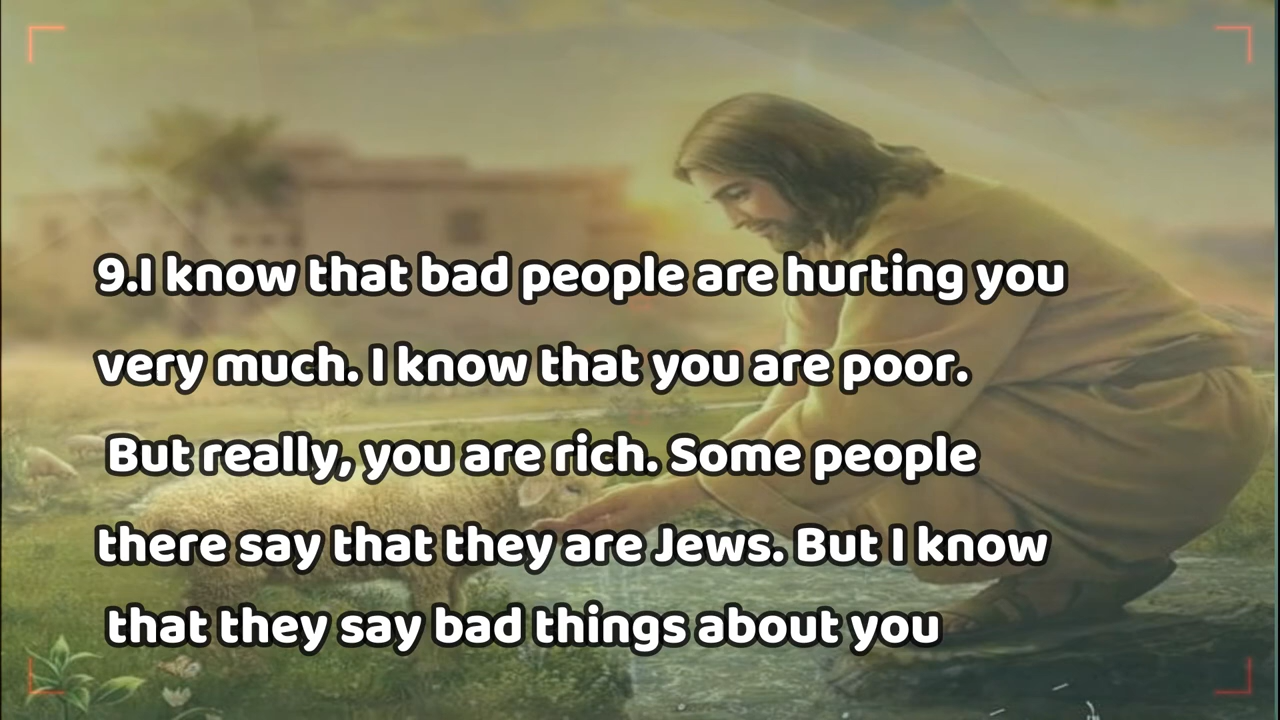 9.I know that bad people are hurting you
very much. I know that you are poor.
But really, you are rich. Some people
there say that they are Jews. But I know
that they say bad things about you